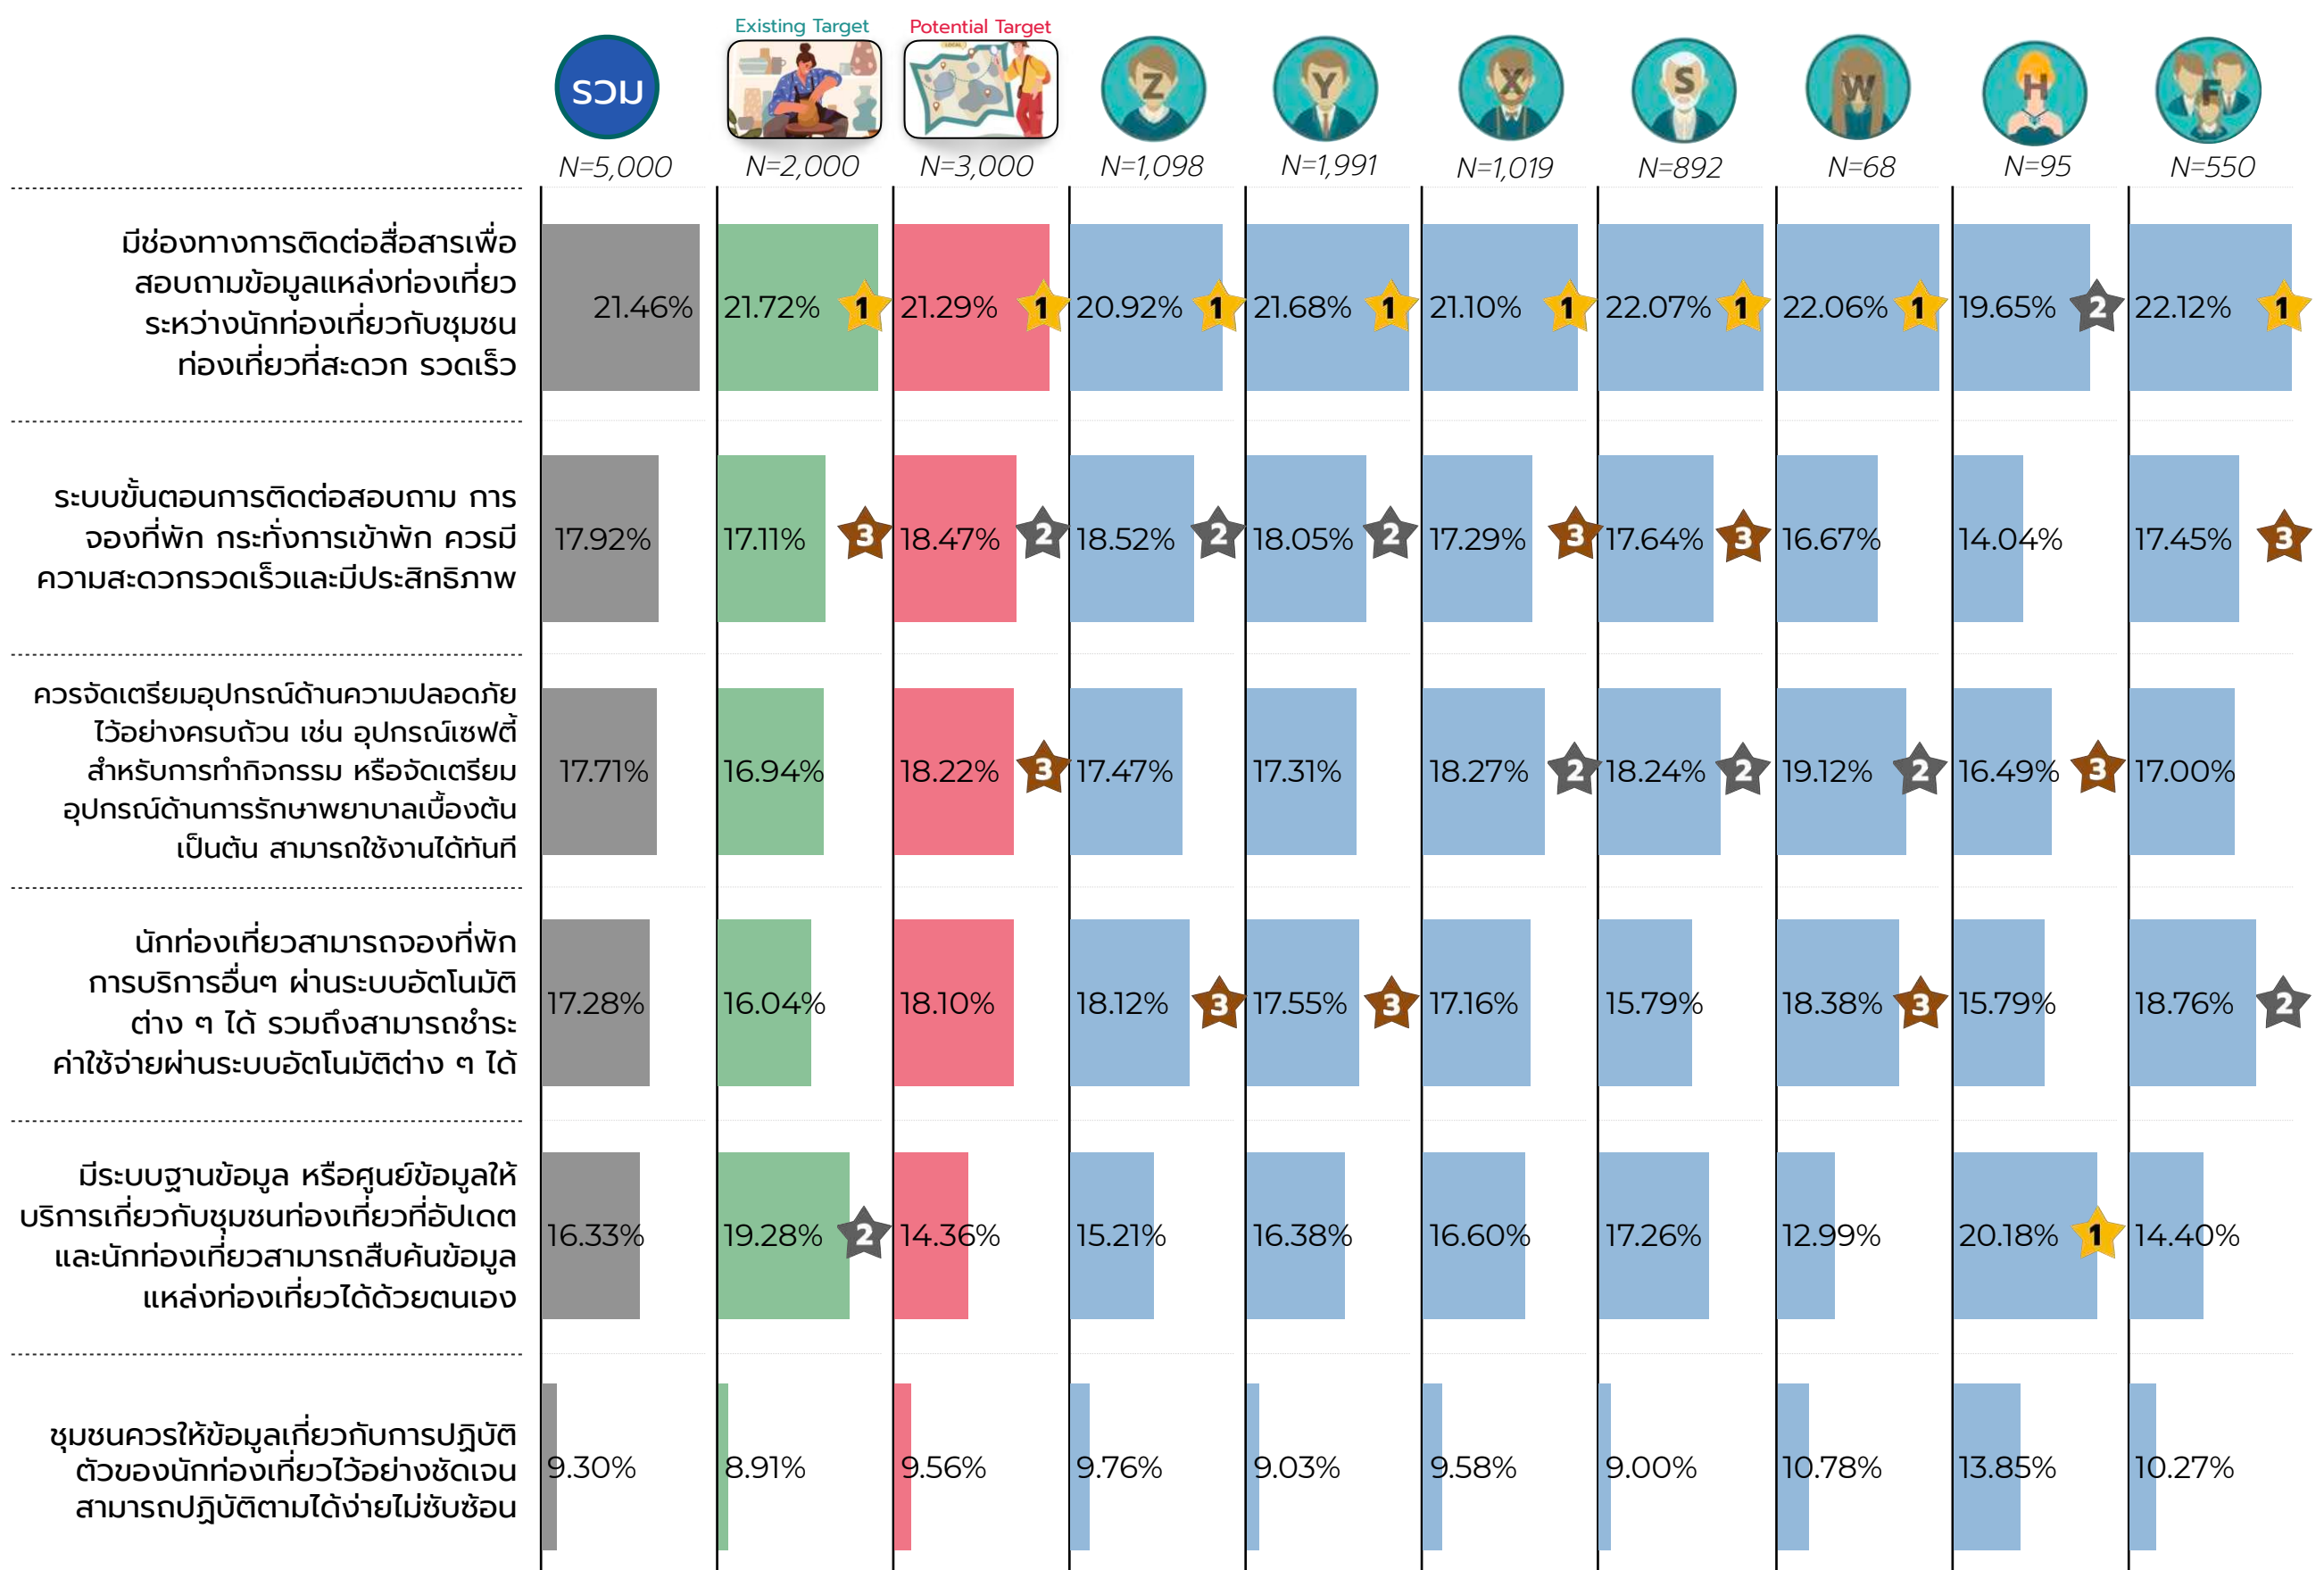 Existing Target
Potential Target
รวม
Z
Y
X
S
W
H
F
N=5,000
N=2,000
N=3,000
N=1,098
N=1,991
N=1,019
N=892
N=68
N=95
N=550
มีช่องทางการติดต่อสื่อสารเพื่อ
สอบถามข้อมูลแหล่งท่องเที่ยว
ระหว่างนักท่องเที่ยวกับชุมชน
ท่องเที่ยวที่สะดวก รวดเร็ว
21.46%
21.72% 1
21.29% 1
20.92% 1
21.68% 1
21.10% 1
22.07% 1
22.06% 1
19.65% 2
22.12% 1
ระบบขั้นตอนการติดต่อสอบถาม การ
จองที่พัก กระทั่งการเข้าพัก ควรมี
ความสะดวกรวดเร็วและมีประสิทธิภาพ
17.92%
17.11% 3
18.47% 2
18.52% 2
18.05% 2
17.29% 3
17.64% 3
16.67%
14.04%
17.45% 3
ควรจัดเตรียมอุปกรณ์ด้านความปลอดภัย
ไว้อย่างครบถ้วน เช่น อุปกรณ์เซฟตี้
สำหรับการทำกิจกรรม หรือจัดเตรียม
อุปกรณ์ด้านการรักษาพยาบาลเบื้องต้น
เป็นต้น สามารถใช้งานได้ทันที
17.71%
16.94%
18.22% 3
17.47%
17.31%
18.27% 2
18.24% 2
19.12% 2
16.49% 3
17.00%
นักท่องเที่ยวสามารถจองที่พัก
การบริการอื่นๆ ผ่านระบบอัตโนมัติ
ต่าง ๆ ได้ รวมถึงสามารถชำระ
ค่าใช้จ่ายผ่านระบบอัตโนมัติต่าง ๆ ได้
17.28%
16.04%
18.10%
18.12% 3
17.55% 3
17.16%
15.79%
18.38% 3
15.79%
18.76% 2
มีระบบฐานข้อมูล หรือศูนย์ข้อมูลให้
บริการเกี่ยวกับชุมชนท่องเที่ยวที่อัปเดต
และนักท่องเที่ยวสามารถสืบค้นข้อมูล
แหล่งท่องเที่ยวได้ด้วยตนเอง
16.33%
19.28% 2
14.36%
15.21%
16.38%
16.60%
17.26%
12.99%
20.18% 1
14.40%
ชุมชนควรให้ข้อมูลเกี่ยวกับการปฏิบัติ
ตัวของนักท่องเที่ยวไว้อย่างชัดเจน
สามารถปฏิบัติตามได้ง่ายไม่ซับซ้อน
9.30%
8.91%
9.56%
9.76%
9.03%
9.58%
9.00%
10.78%
13.85%
10.27%